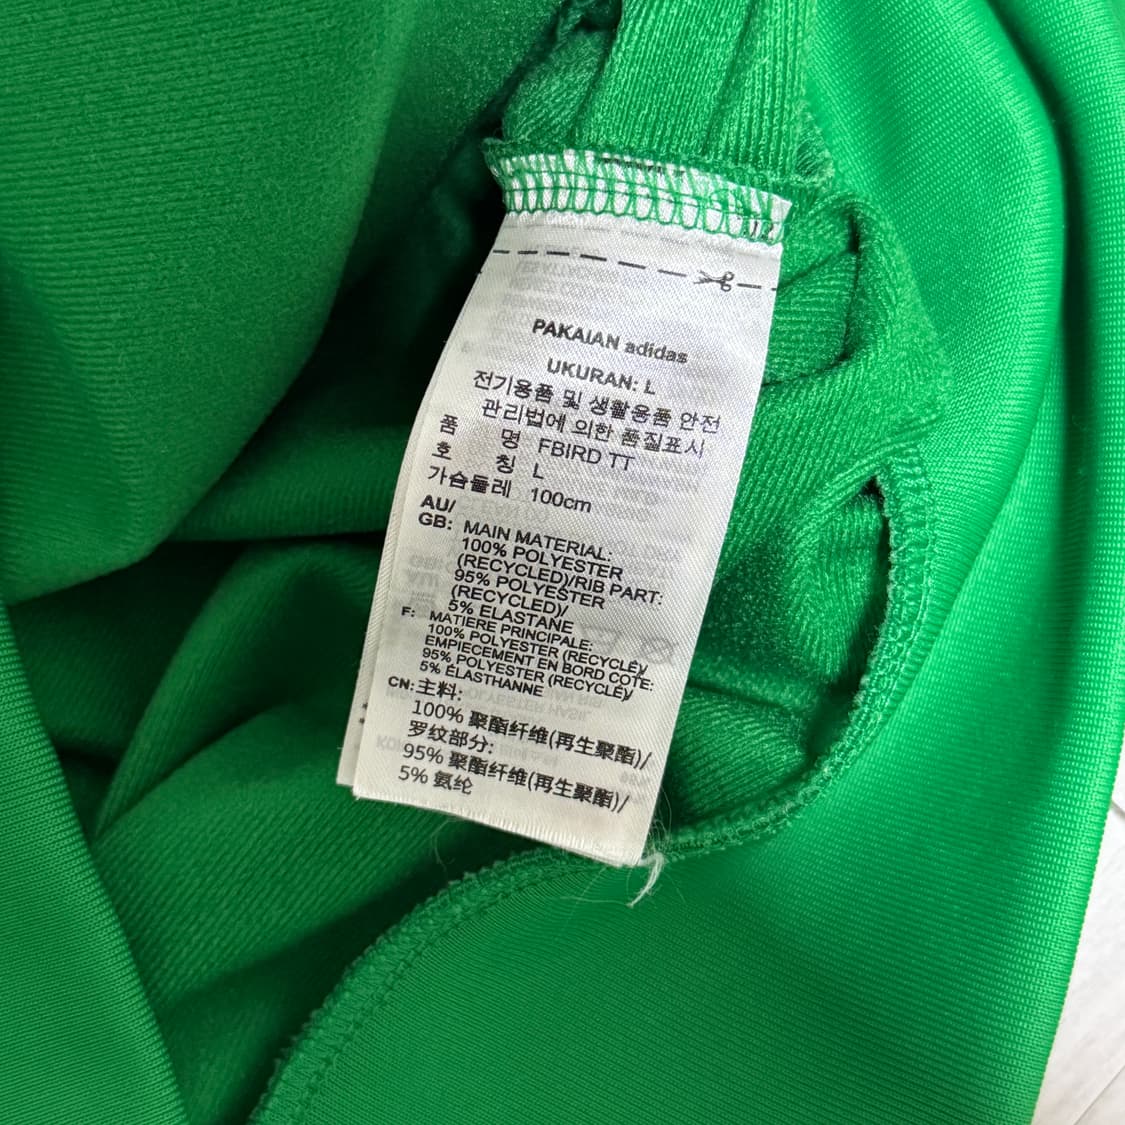 PAKAIAN adidas
UKURAN: L
전기용품 및 생활용품 안전
관리법에 의한 품질표시
품 명 FBIRD TT
호 칭 L
가슴둘레 100cm
AU/
GB: MAIN MATERIAL:
100% POLYESTER
(RECYCLED)/RIB PART:
95% POLYESTER
(RECYCLED)/
5% ELASTANE
F: MATIERE PRINCIPALE:
100% POLYESTER (RECYCLÉ)/
EMPIECEMENT EN BORD COTE:
95% POLYESTER (RECYCLÉ)/
5% ÉLASTHANNE
CN: 主料:
100% 聚酯纤维(再生聚酯)/
罗纹部分:
95% 聚酯纤维(再生聚酯)/
5% 氨纶